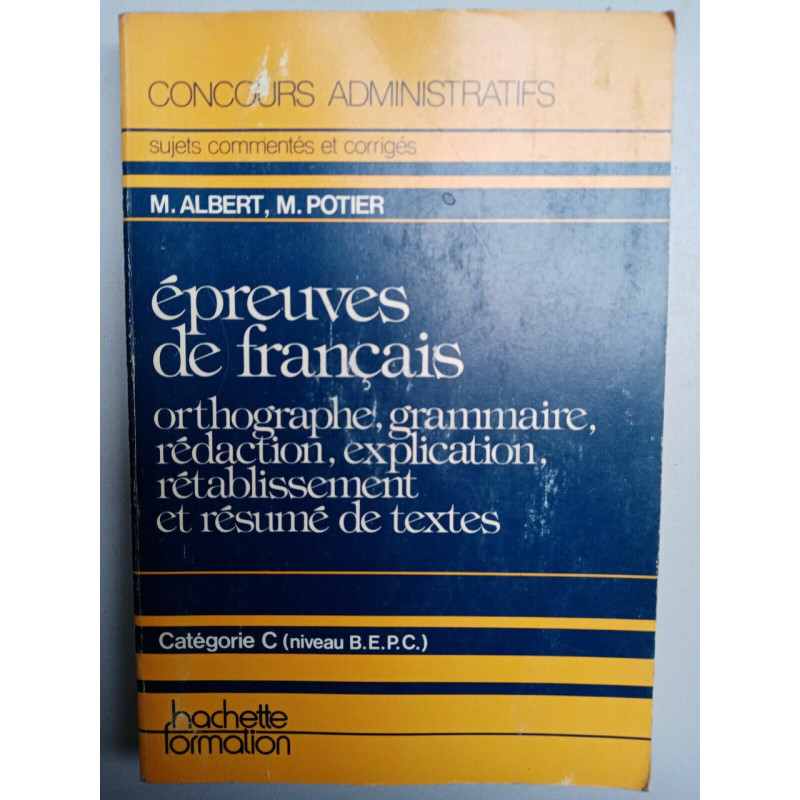 CONCOURS ADMINISTRATIFS
sujets commentés et corrigés
M. ALBERT, M. POTIER
épreuves
de français
orthographe, grammaire,
rédaction, explication,
rétablissement
et résumé de textes
Catégorie C (niveau B.E.P.C.)
hachette
formation